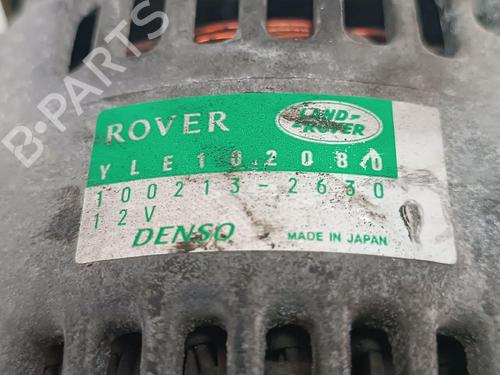 ROVER
LAND-
-ROVER
YLE102080
100213-2630
12V
DENSO
MADE IN JAPAN
B-PARTS